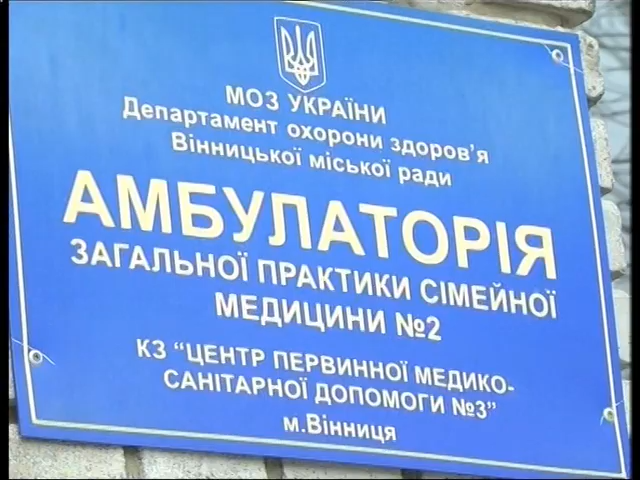 МОЗ УКРАЇНИ
Департамент охорони здоров'я
Вінницької міської ради
АМБУЛАТОРІЯ
ЗАГАЛЬНОЇ ПРАКТИКИ СІМЕЙНОЇ
МЕДИЦИНИ №2
КЗ “ЦЕНТР ПЕРВИННОЇ МЕДИКО-
САНІТАРНОЇ ДОПОМОГИ №3”
м.Вінниця